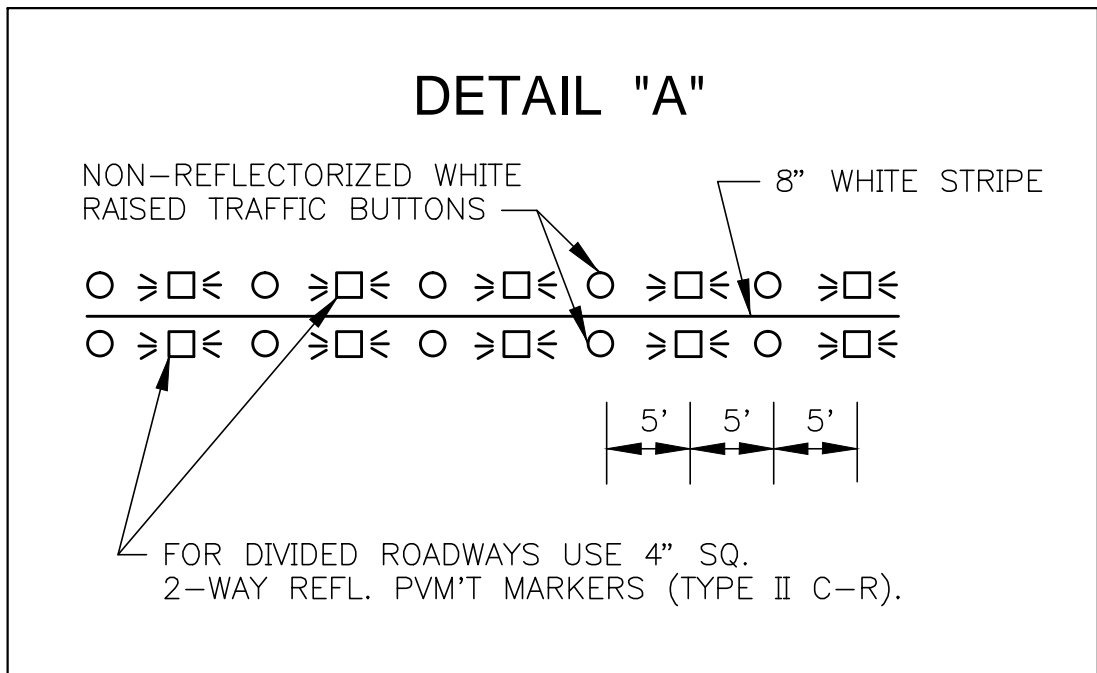 DETAIL "A"
NON-REFLECTORIZED WHITE
RAISED TRAFFIC BUTTONS
8" WHITE STRIPE
5' 5' 5'
FOR DIVIDED ROADWAYS USE 4" SQ.
2-WAY REFL. PVM'T MARKERS (TYPE II C-R).